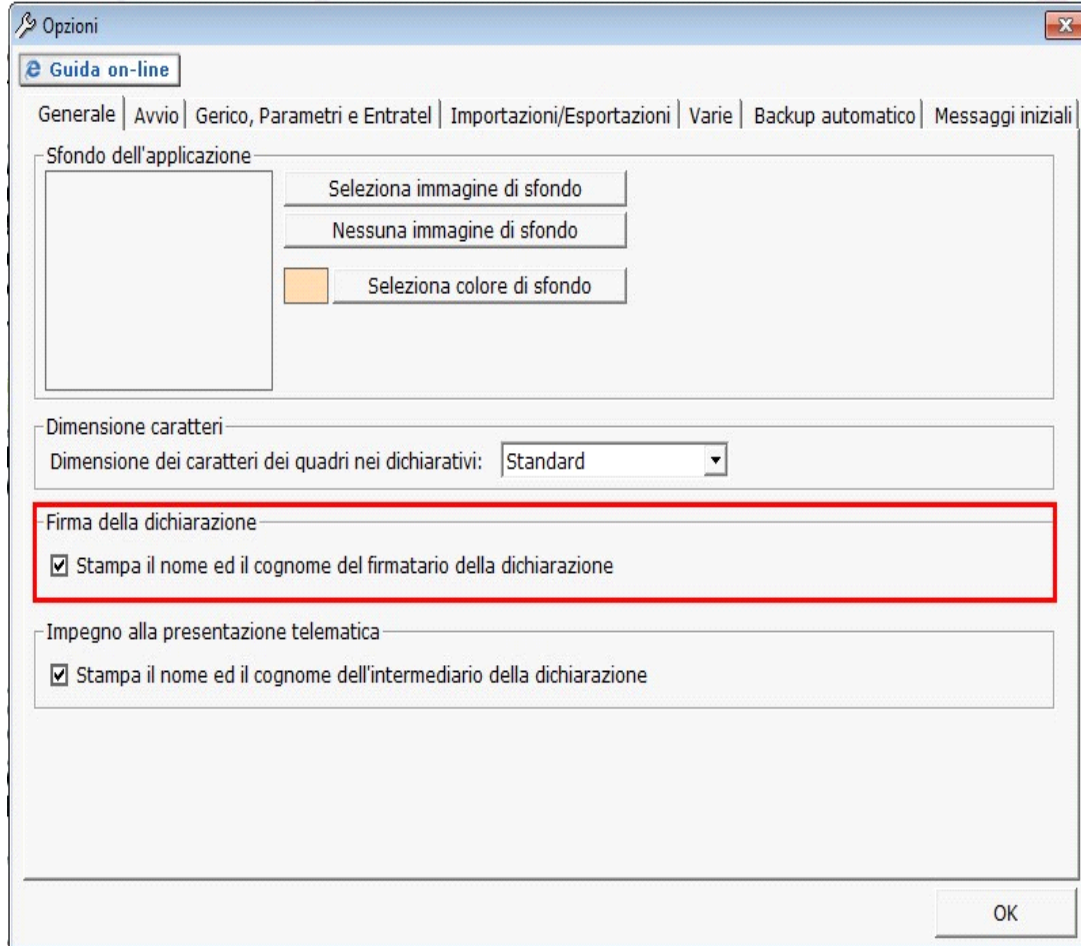 Opzioni
Guida on-line
Generale Avvio Gerico, Parametri e Entratel Importazioni/Esportazioni Varie Backup automatico Messaggi iniziali
Sfondo dell'applicazione
Seleziona immagine di sfondo
Nessuna immagine di sfondo
Seleziona colore di sfondo
Dimensione caratteri
Dimensione dei caratteri dei quadri nei dichiarativi: Standard
Firma della dichiarazione
Stampa il nome ed il cognome del firmatario della dichiarazione
Impegno alla presentazione telematica
Stampa il nome ed il cognome dell'intermediario della dichiarazione
OK